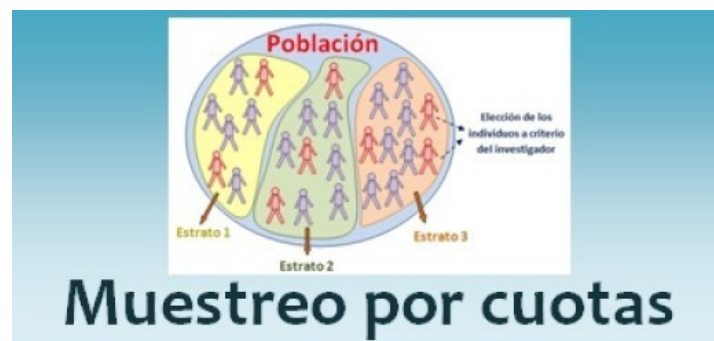 Población
Elección de los
individuos a criterio
del investigador
Estrato 1
Estrato 3
Estrato 2
Muestreo por cuotas